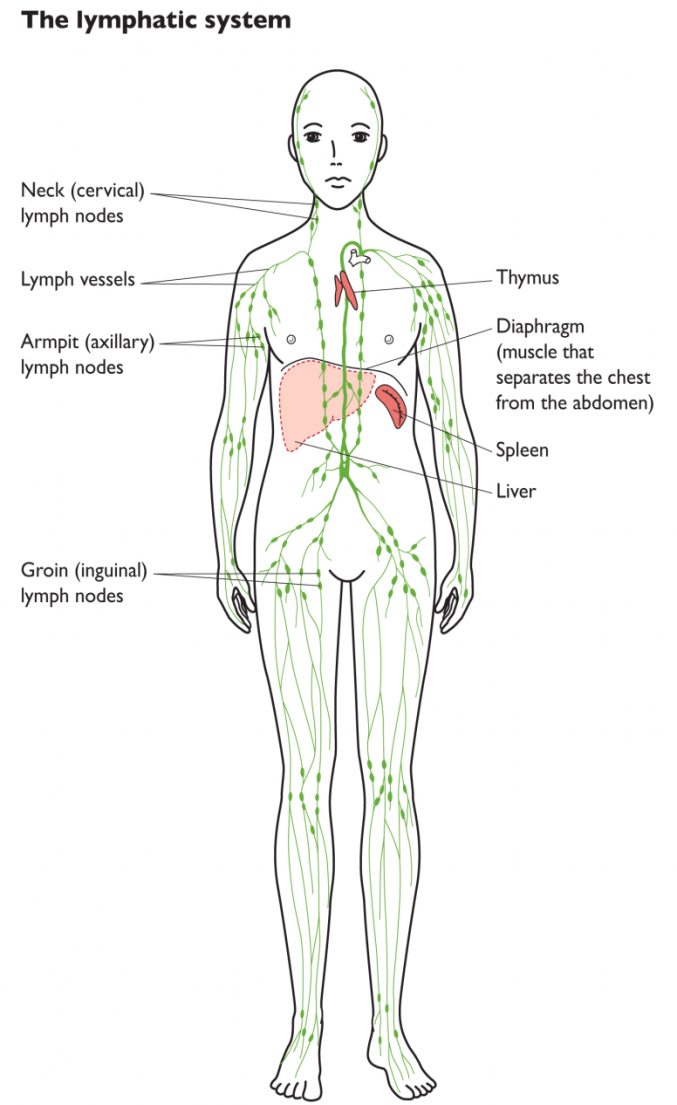 The lymphatic system
Neck (cervical)
lymph nodes
Lymph vessels
Armpit (axillary)
lymph nodes
Groin (inguinal)
lymph nodes
Thymus
Diaphragm
(muscle that
separates the chest
from the abdomen)
Spleen
Liver